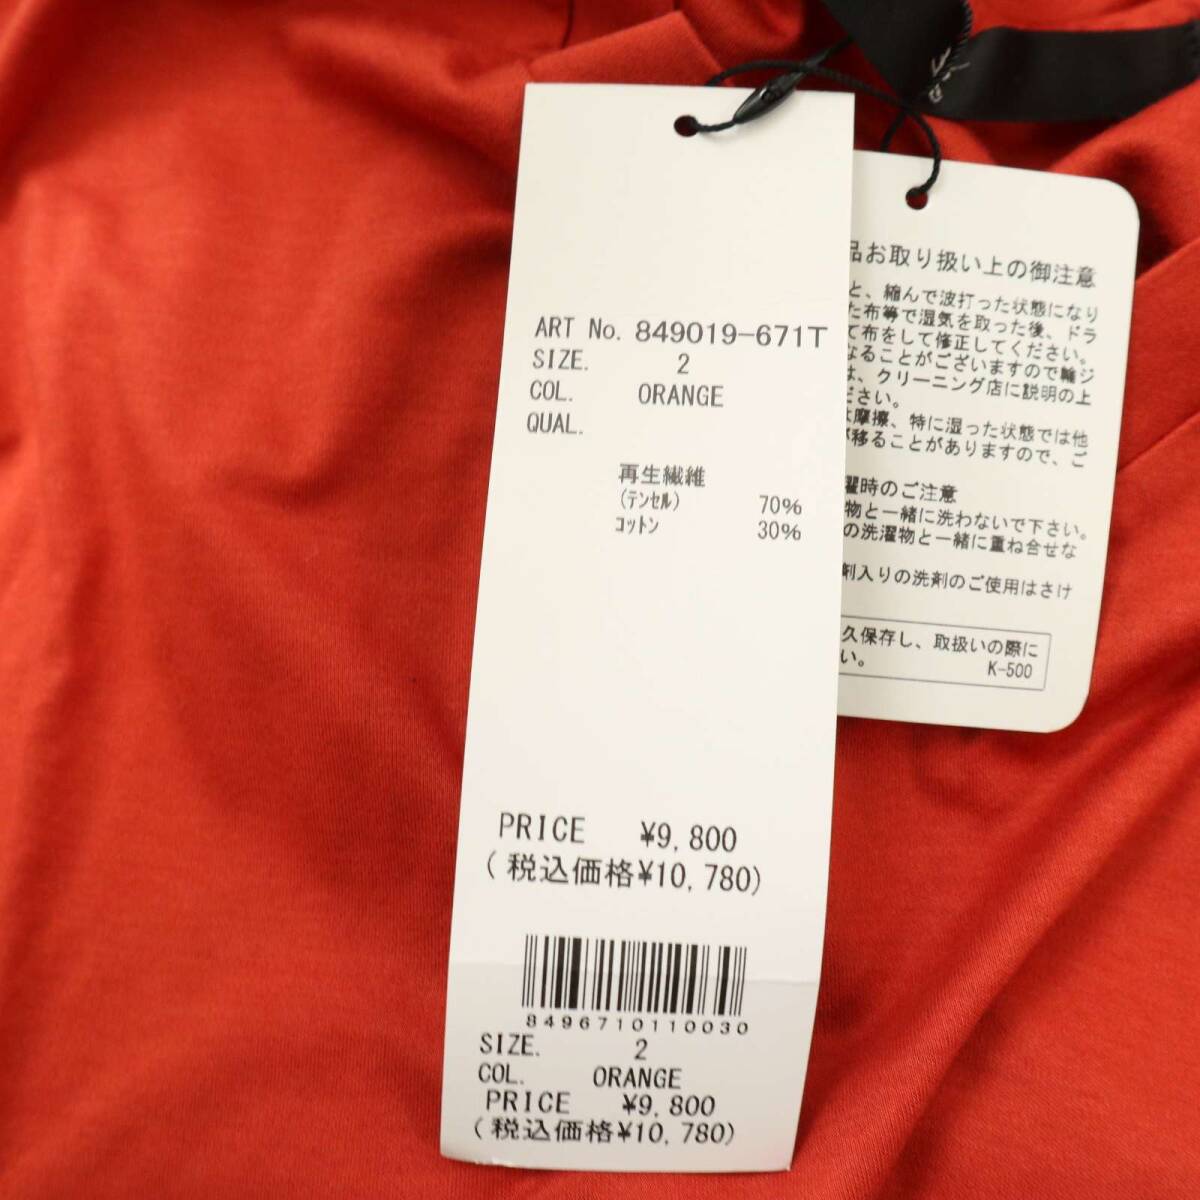 ART No. 849019-671T
SIZE. 2
COL. ORANGE
QUAL.
再生繊維
(テンセル) 70%
コットン 30%
PRICE ¥9,800
(税込価格¥10,780)
8496710110030
SIZE. 2
COL. ORANGE
PRICE ¥9,800
(税込価格¥10,780)
品お取り扱い上の御注意
と、縮んで波打った状態になり
た布等で湿気を取った後、ドラ
て布をして修正してください。
なることがございますので輪ジ
は、クリーニング店に説明の上
ださい。
は摩擦、特に湿った状態では他
が移ることがありますので、ご
濯時のご注意
物と一緒に洗わないで下さい。
の洗濯物と一緒に重ね合せな
剤入りの洗剤のご使用はさけ
久保存し、取扱いの際に
い。 K-500